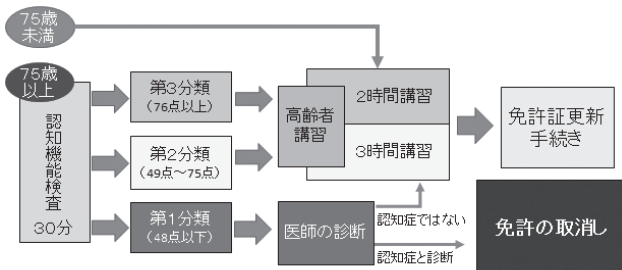 75歳
未満
75歳
以上
認知機能検査
30分
第3分類
（76点以上）
第2分類
（49点～75点）
第1分類
（48点以下）
高齢者
講習
2時間講習
3時間講習
医師の診断
認知症ではない
認知症と診断
免許証更新
手続き
免許の取消し